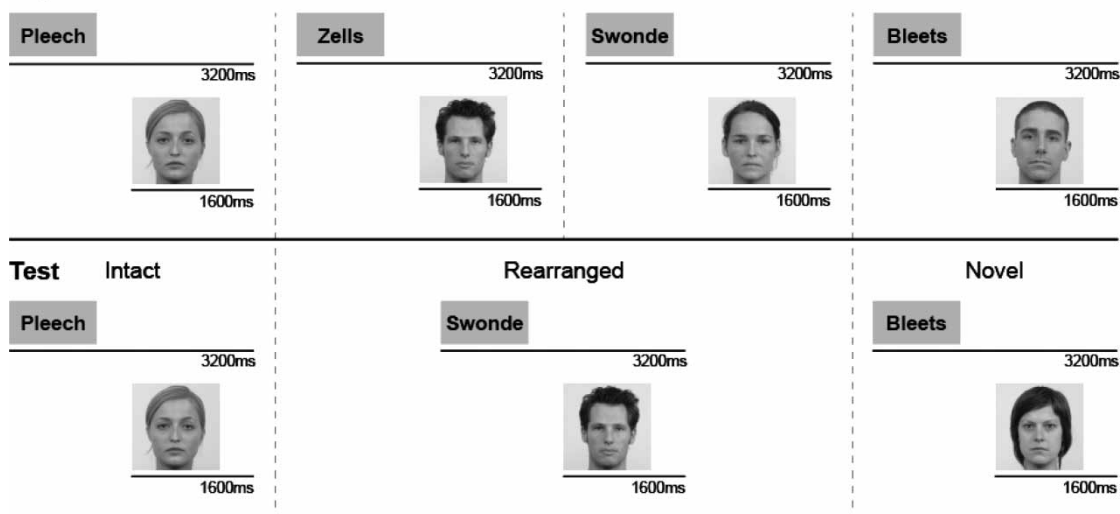 Pleech
Zells
Swonde
Bleets
3200ms
3200ms
3200ms
3200ms
1600ms
1600ms
1600ms
1600ms
Test Intact
Rearranged
Novel
Pleech
Swonde
Bleets
3200ms
3200ms
3200ms
1600ms
1600ms
1600ms